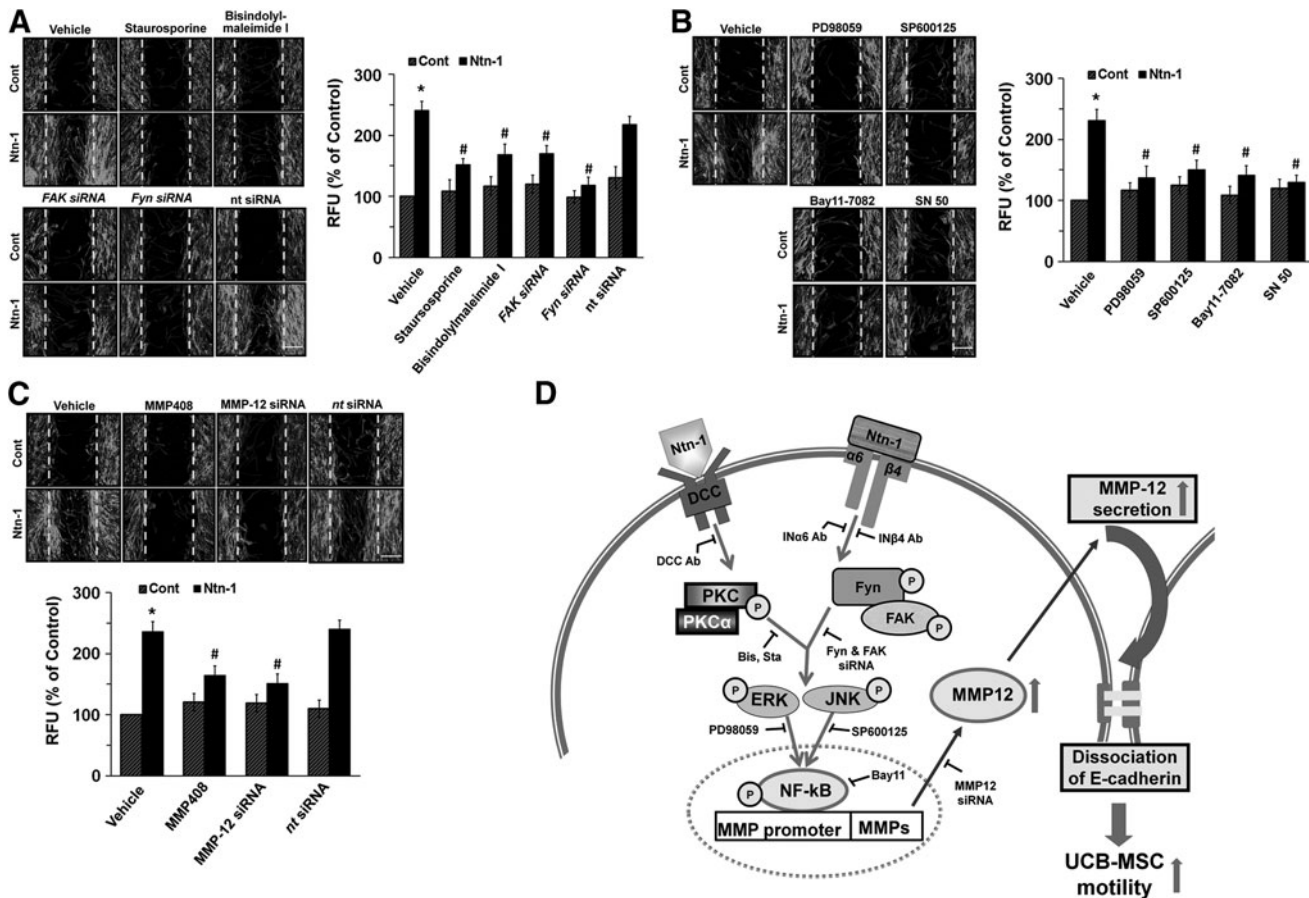 A
Vehicle
Staurosporine
Bisindolyl-
maleimide I
Cont
Ntn-1
FAK siRNA
Fyn siRNA
nt siRNA
Cont
Ntn-1
Cont
Ntn-1
RFU (% of Control)
300
250
200
150
100
50
0
*
#
#
#
#
Vehicle
Staurosporine
Bisindolylmaleimide I
FAK siRNA
Fyn siRNA
nt siRNA
B
Vehicle
PD98059
SP600125
Cont
Ntn-1
Bay11-7082
SN 50
Cont
Ntn-1
Cont
Ntn-1
RFU (% of Control)
300
250
200
150
100
50
0
*
#
#
#
#
Vehicle
PD98059
SP600125
Bay11-7082
SN 50
C
Vehicle
MMP408
MMP-12 siRNA
nt siRNA
Cont
Ntn-1
Cont
Ntn-1
RFU (% of Control)
300
200
100
0
*
#
#
Vehicle
MMP408
MMP-12 siRNA
nt siRNA
D
Ntn-1
DCC
DCC Ab
Ntn-1
α6
β4
INα6 Ab
INβ4 Ab
PKC
PKCα
P
Bis, Sta
Fyn
P
FAK
P
Fyn & FAK
siRNA
P
ERK
JNK
P
PD98059
SP600125
NF-kB
P
Bay11
MMP promoter
MMPs
MMP12
siRNA
MMP12
MMP-12
secretion
Dissociation
of E-cadherin
UCB-MSC
motility